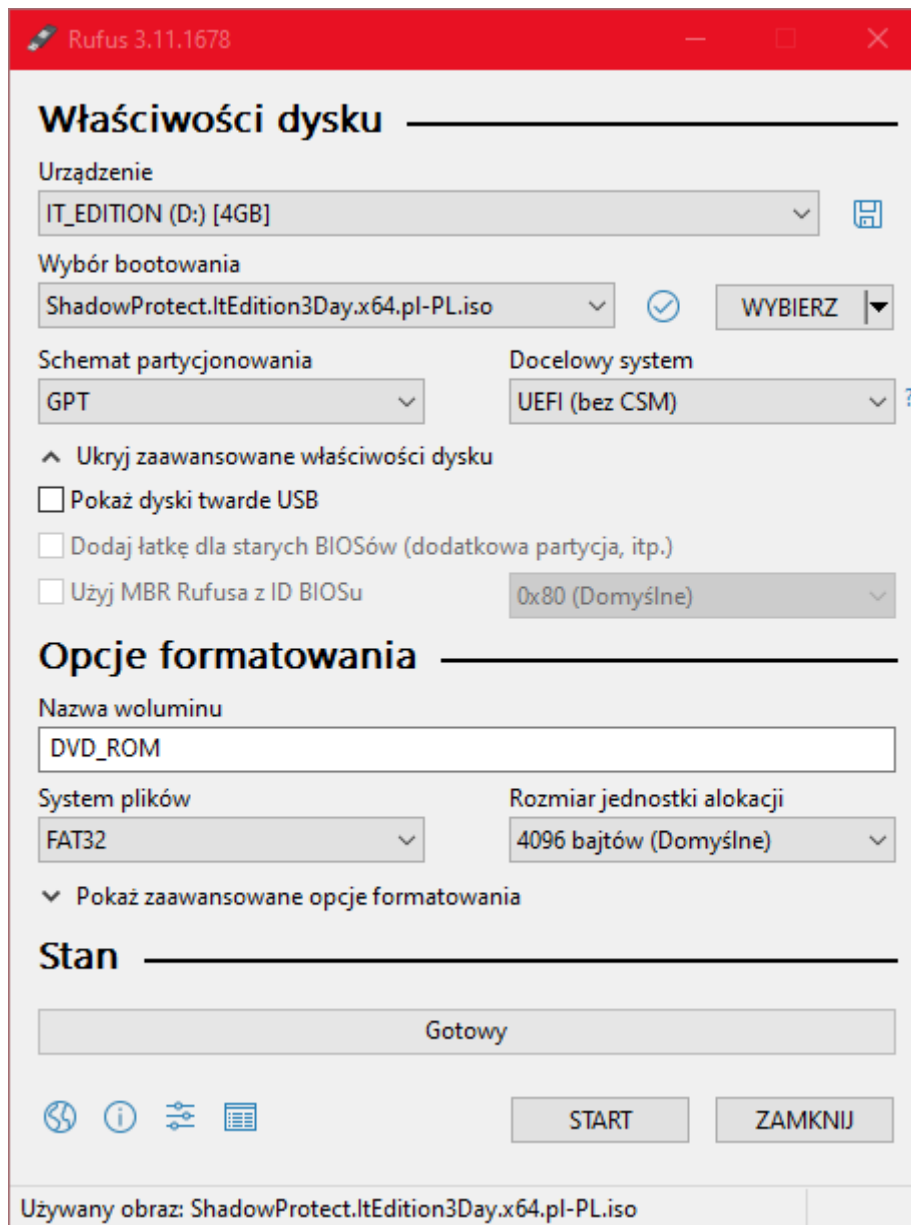 Rufus 3.11.1678
Właściwości dysku
Urządzenie
IT_EDITION (D:) [4GB]
Wybór bootowania
ShadowProtect.ItEdition3Day.x64.pl-PL.iso
WYBIERZ
Schemat partycjonowania Docelowy system
GPT UEFI (bez CSM) ?
Ukryj zaawansowane właściwości dysku
Pokaż dyski twarde USB
Dodaj łatkę dla starych BIOSów (dodatkowa partycja, itp.)
Użyj MBR Rufusa z ID BIOSu 0x80 (Domyślne)
Opcje formatowania
Nazwa woluminu
DVD_ROM
System plików Rozmiar jednostki alokacji
FAT32 4096 bajtów (Domyślne)
Pokaż zaawansowane opcje formatowania
Stan
Gotowy
START ZAMKNIJ
Używany obraz: ShadowProtect.ItEdition3Day.x64.pl-PL.iso